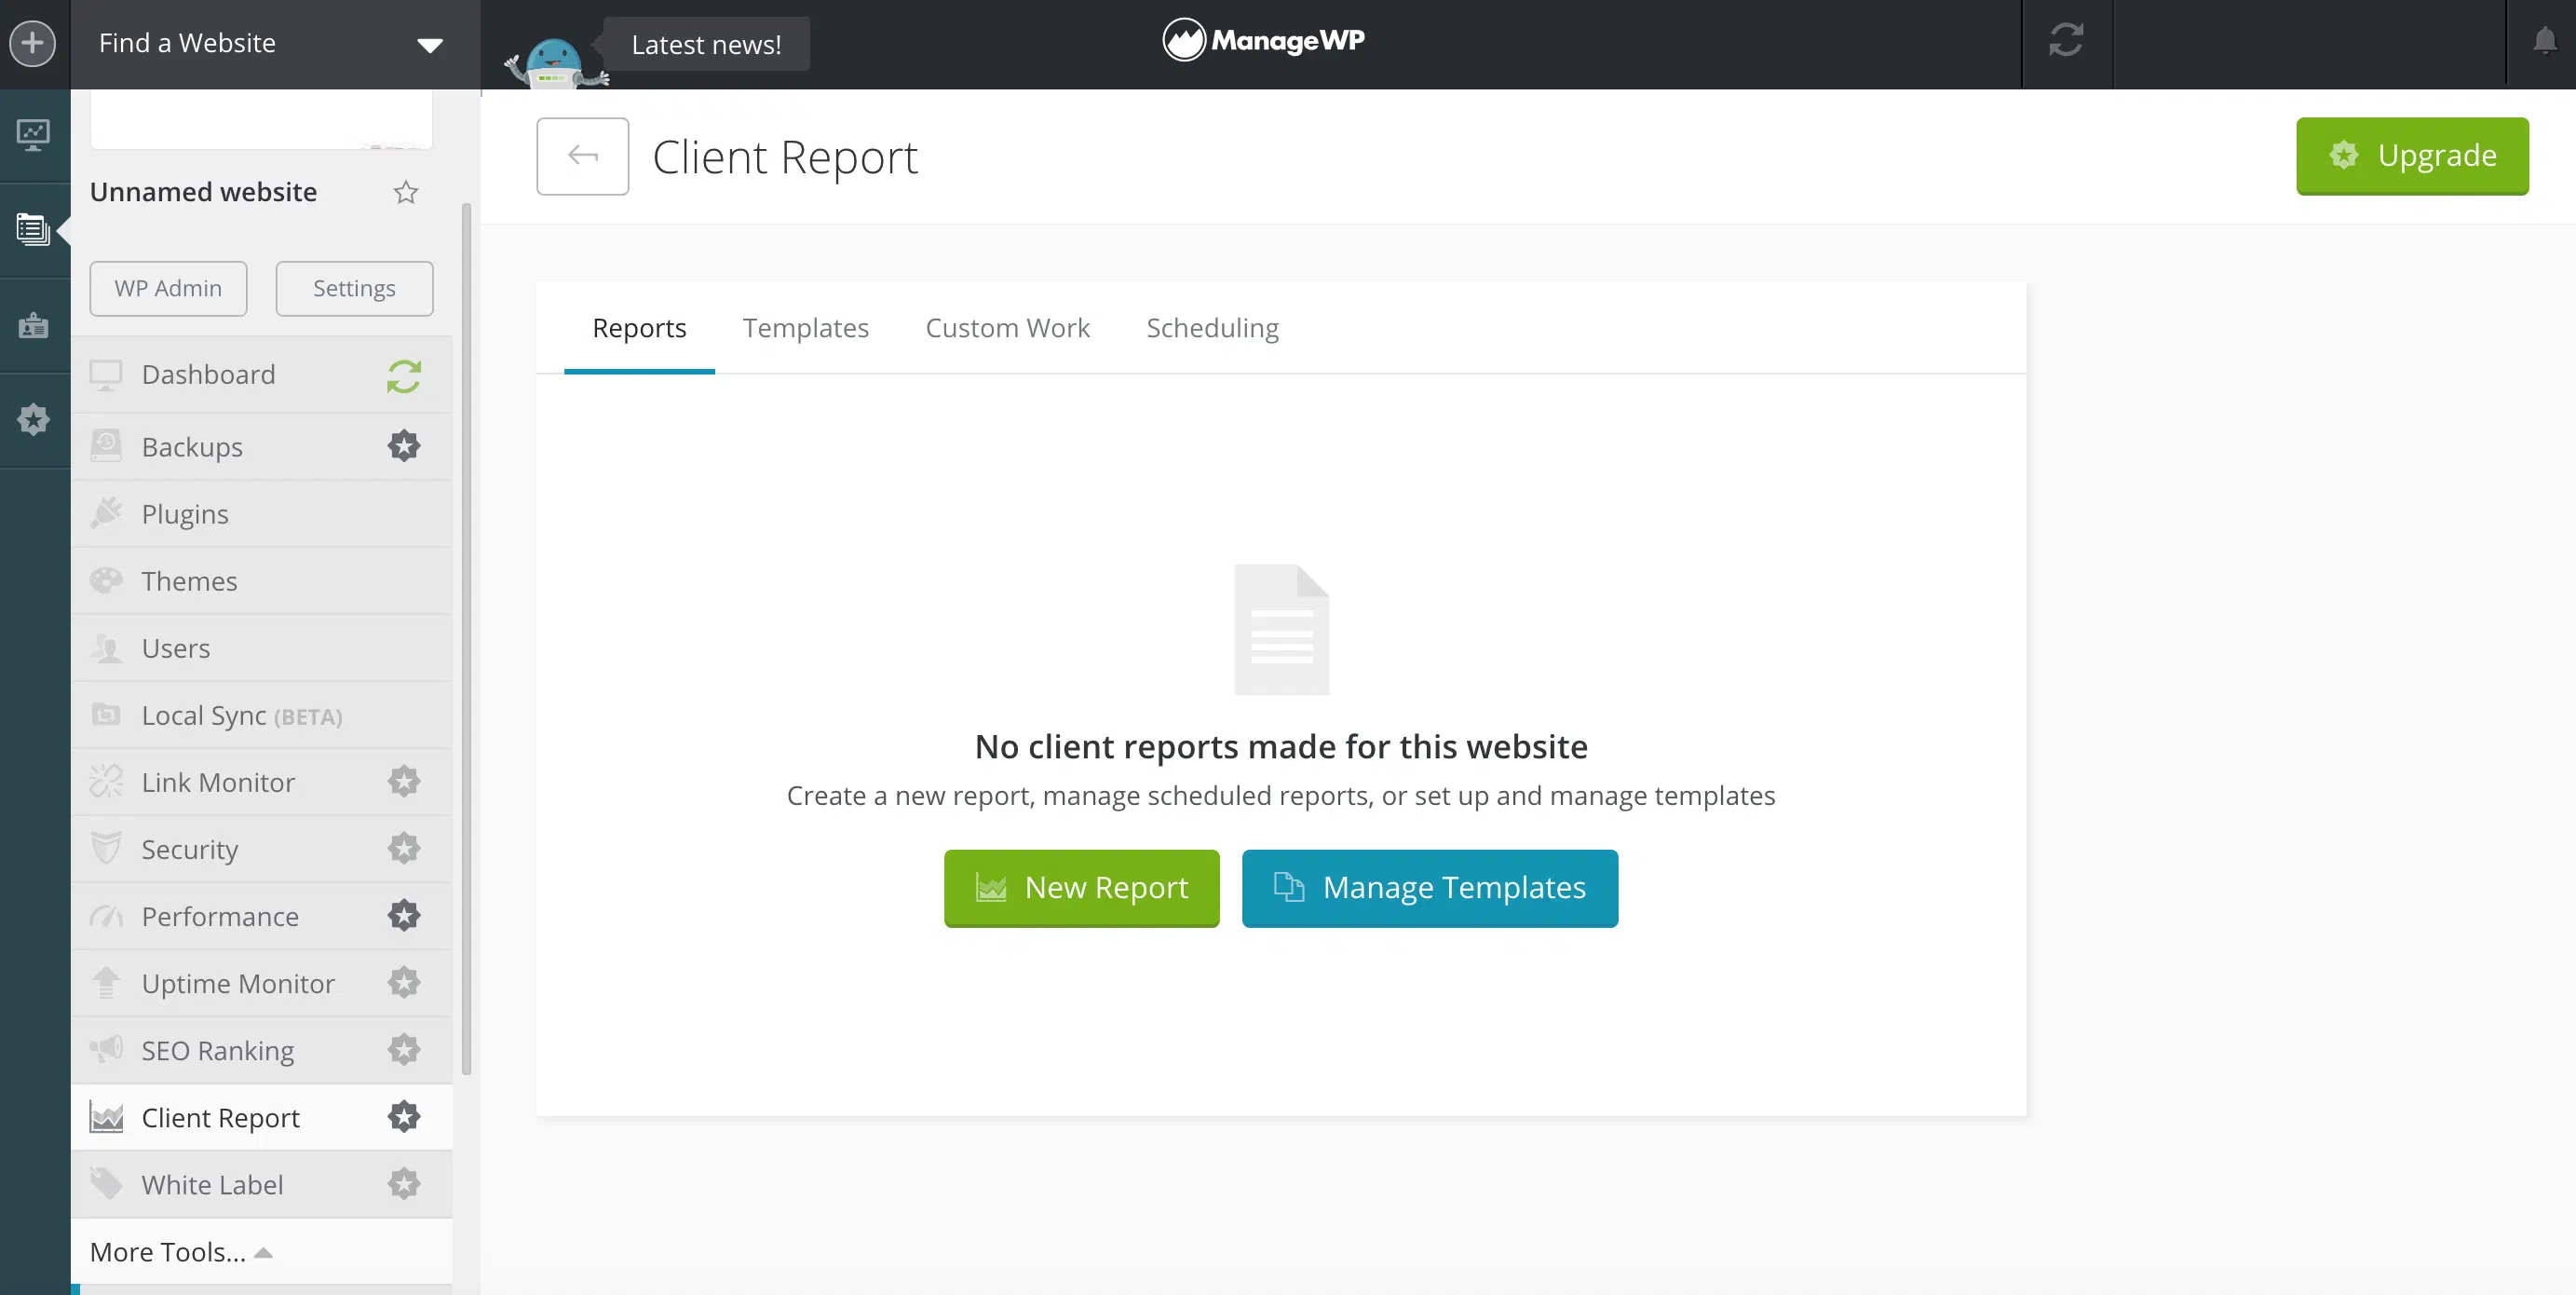 Find a Website
Latest news!
ManageWP
Unnamed website
WP Admin
Settings
Dashboard
Backups
Plugins
Themes
Users
Local Sync (BETA)
Link Monitor
Security
Performance
Uptime Monitor
SEO Ranking
Client Report
White Label
More Tools...
Client Report
Upgrade
Reports
Templates
Custom Work
Scheduling
No client reports made for this website
Create a new report, manage scheduled reports, or set up and manage templates
New Report
Manage Templates